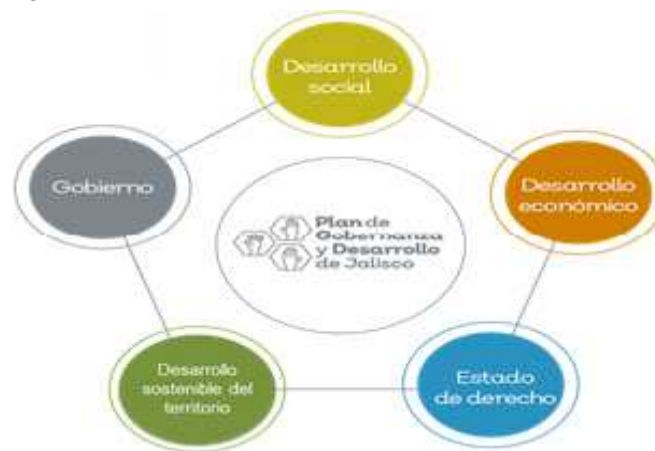 Desarrollo
social
Gobierno
Desarrollo
económico
Plan de
Gobernanza
y Desarrollo
de Jalisco
Desarrollo
sostenible del
territorio
Estado
de derecho